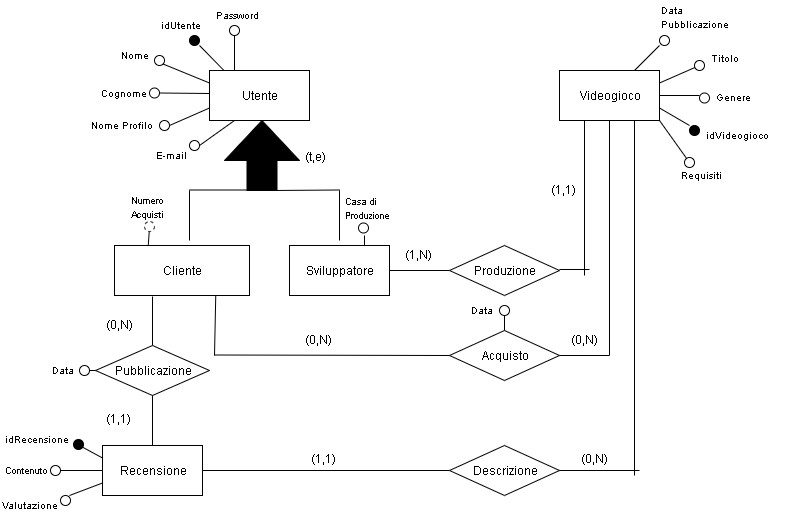 Password
idUtente
Nome
Cognome
Nome Profilo
E-mail
Utente
(t,e)
Data
Pubblicazione
Titolo
Genere
idVideogioco
Requisiti
Videogioco
(1,1)
Numero
Acquisti
Casa di
Produzione
Cliente
Sviluppatore
(1,N)
Produzione
Data
(0,N)
(0,N)
Acquisto
(0,N)
Data
Pubblicazione
(1,1)
idRecensione
Contenuto
Valutazione
Recensione
(1,1)
Descrizione
(0,N)